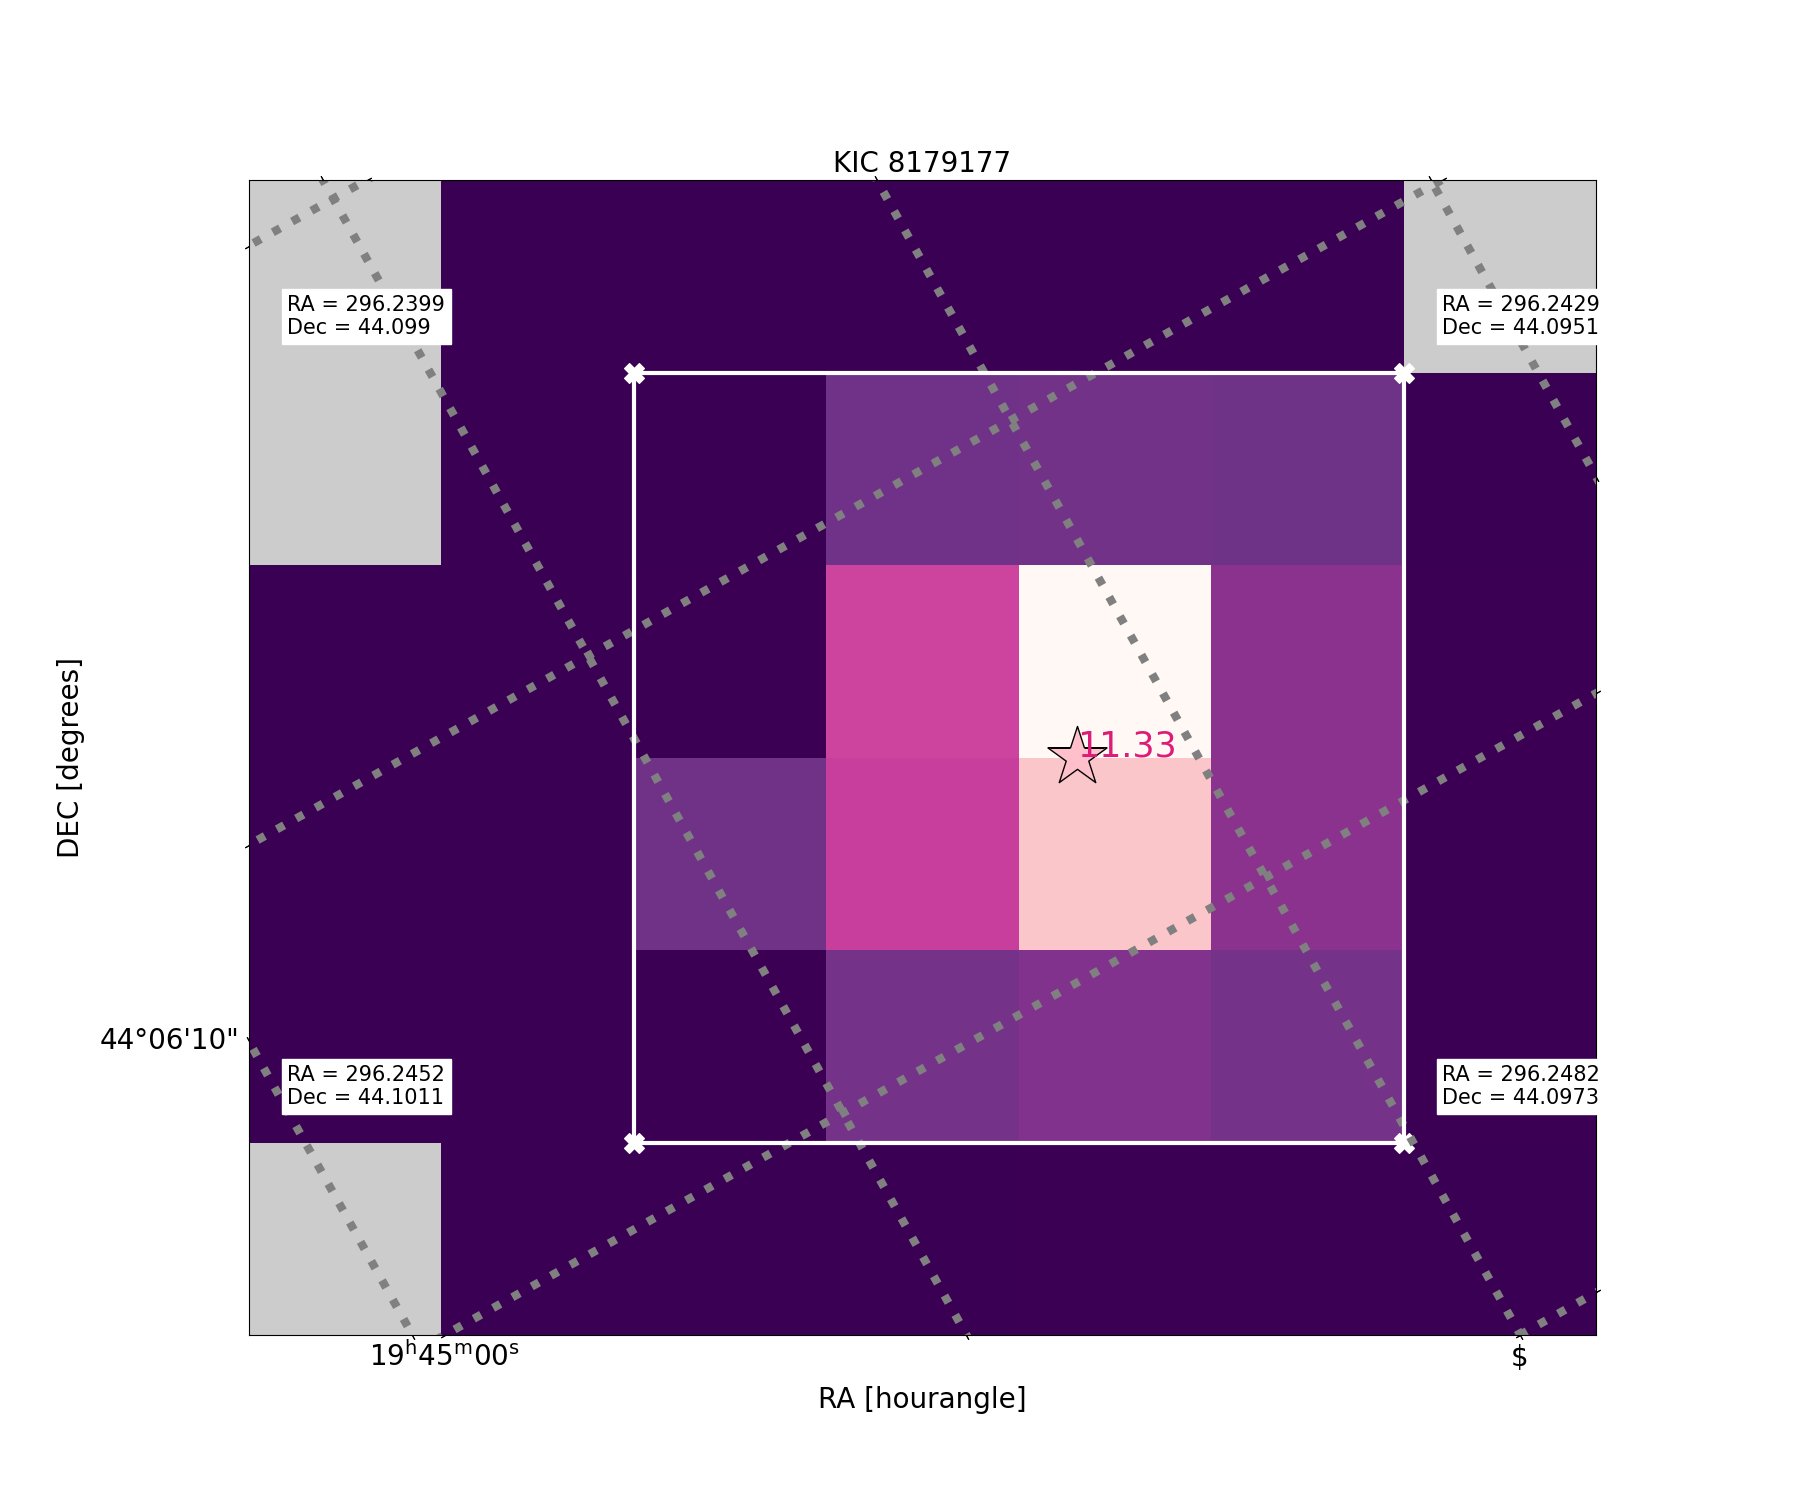 KIC 8179177
RA = 296.2399
Dec = 44.099
RA = 296.2429
Dec = 44.0951
11.33
DEC [degrees]
44°06'10"
RA = 296.2452
Dec = 44.1011
RA = 296.2482
Dec = 44.0973
19ʰ45ᵐ00ˢ
$
RA [hourangle]